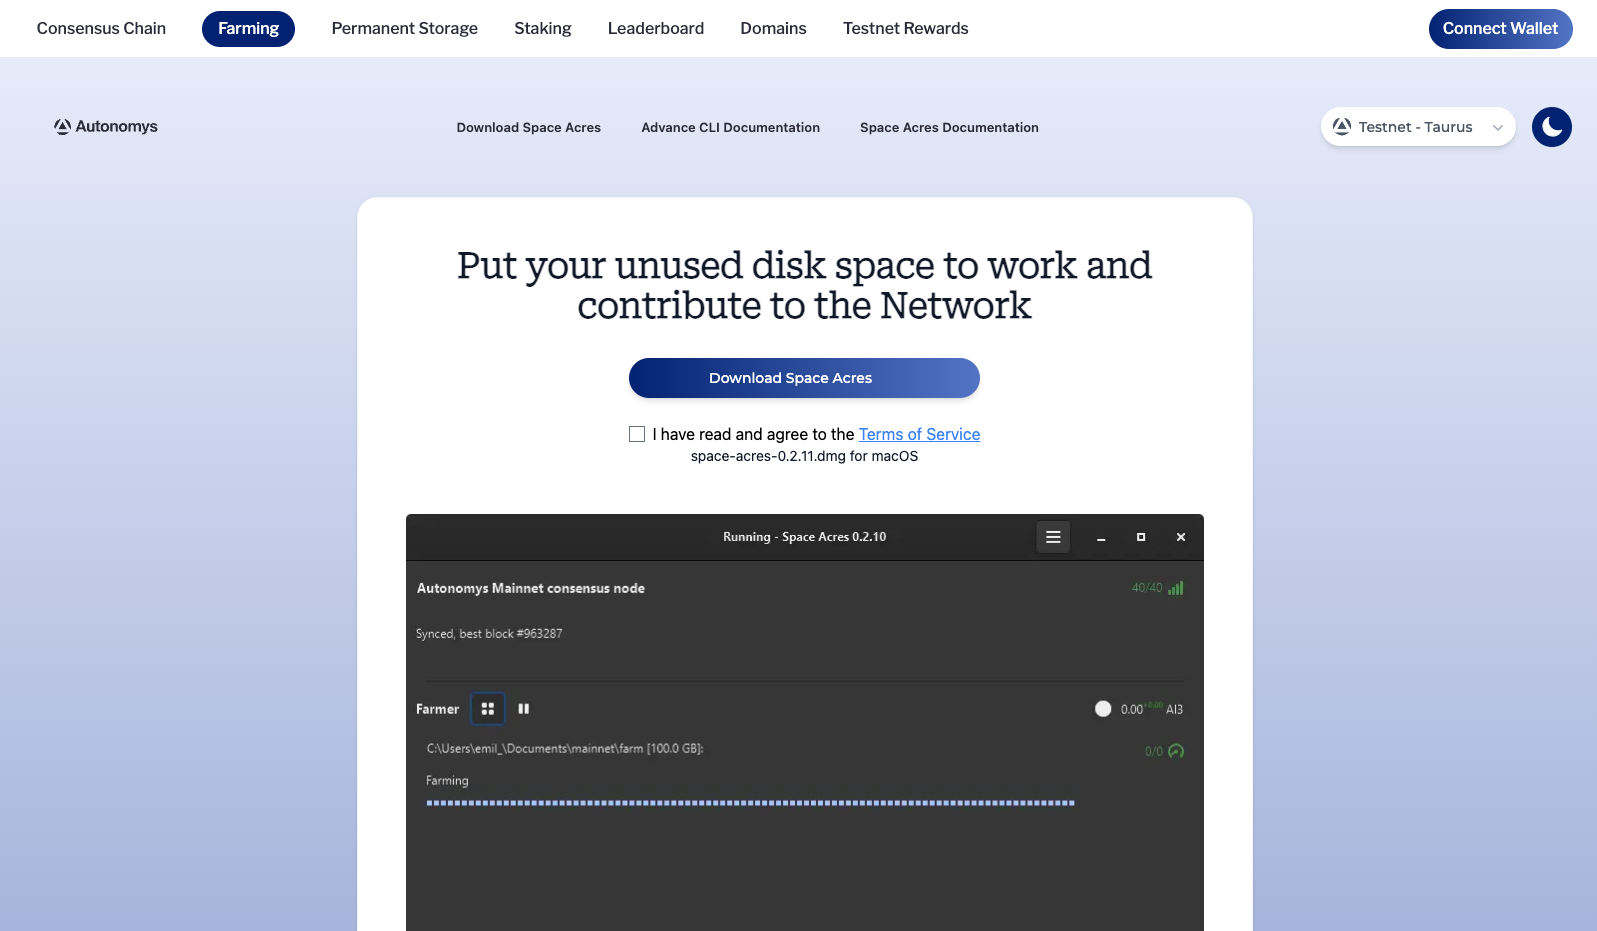 Consensus Chain
Farming
Permanent Storage
Staking
Leaderboard
Domains
Testnet Rewards
Connect Wallet
Autonomys
Download Space Acres
Advance CLI Documentation
Space Acres Documentation
Testnet - Taurus
Put your unused disk space to work and
contribute to the Network
Download Space Acres
I have read and agree to the Terms of Service
space-acres-0.2.11.dmg for macOS
Running - Space Acres 0.2.10
Autonomys Mainnet consensus node
40/40
Synced, best block #963287
Farmer
0.00+0.00 AI3
C:\Users\emil_\Documents\mainnet\farm [100.0 GB]:
0/0
Farming